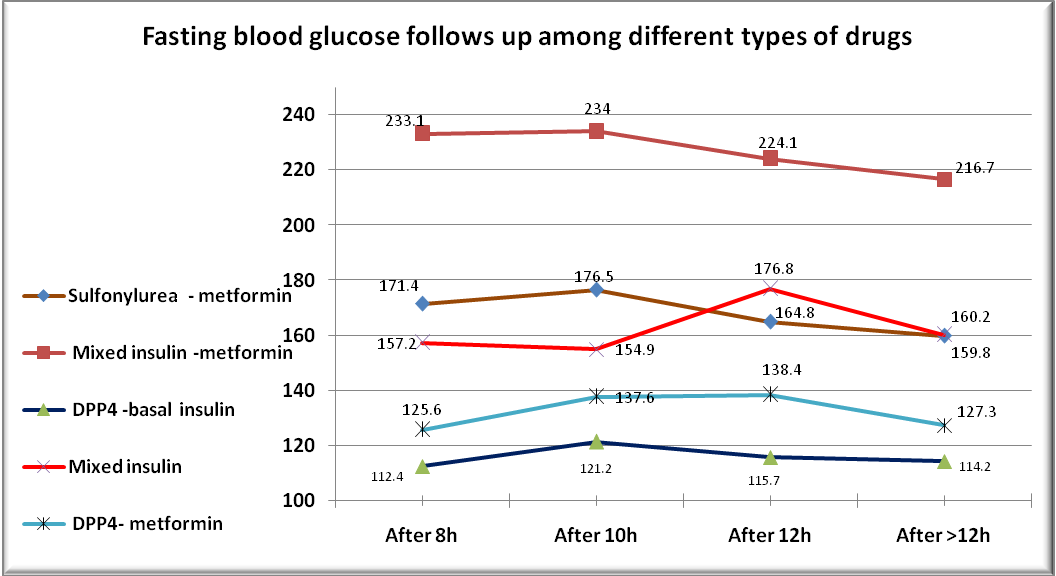 Fasting blood glucose follows up among different types of drugs
240
220
200
180
160
140
120
100
233.1
234
224.1
216.7
171.4
176.5
176.8
164.8
160.2
157.2
154.9
159.8
125.6
137.6
138.4
127.3
112.4
121.2
115.7
114.2
After 8h
After 10h
After 12h
After >12h
Sulfonylurea - metformin
Mixed insulin -metformin
DPP4 -basal insulin
Mixed insulin
DPP4- metformin